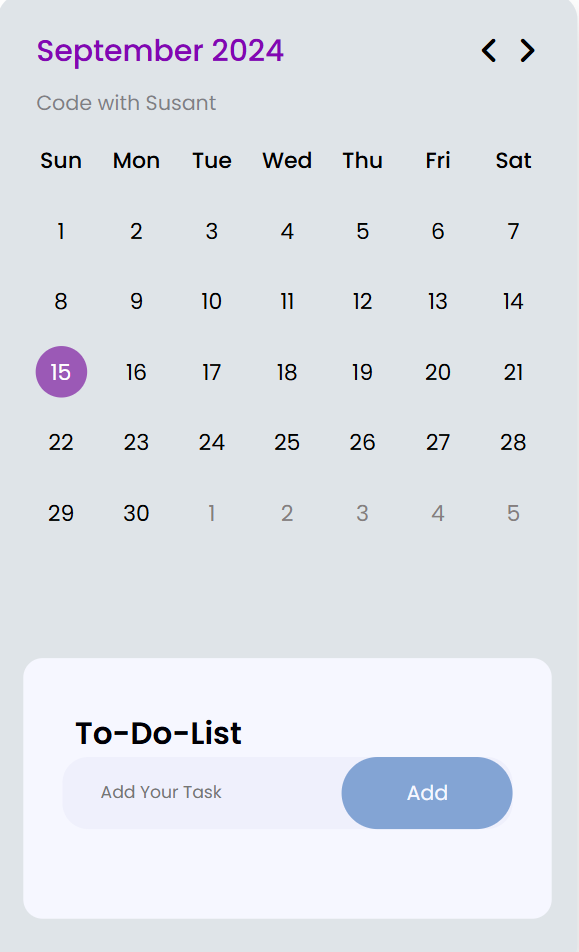 September 2024
Code with Susant
Sun Mon Tue Wed Thu Fri Sat
1 2 3 4 5 6 7
8 9 10 11 12 13 14
15 16 17 18 19 20 21
22 23 24 25 26 27 28
29 30 1 2 3 4 5
To-Do-List
Add Your Task Add